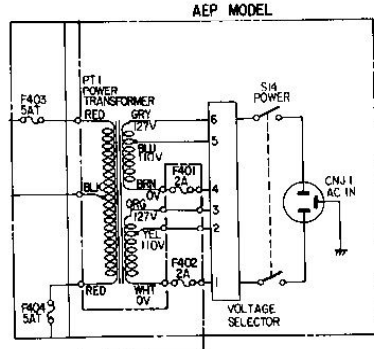 AEP MODEL
PT1
POWER
TRANSFORMER
S14
POWER
F403
5AT
RED
GRY
127V
6
BLU
110V
5
BLK
BRN
0V
F401
2A
4
CNJ1
AC IN
ORG
127V
3
YEL
110V
2
F402
2A
RED
WHT
0V
1
F404
5AT
VOLTAGE
SELECTOR